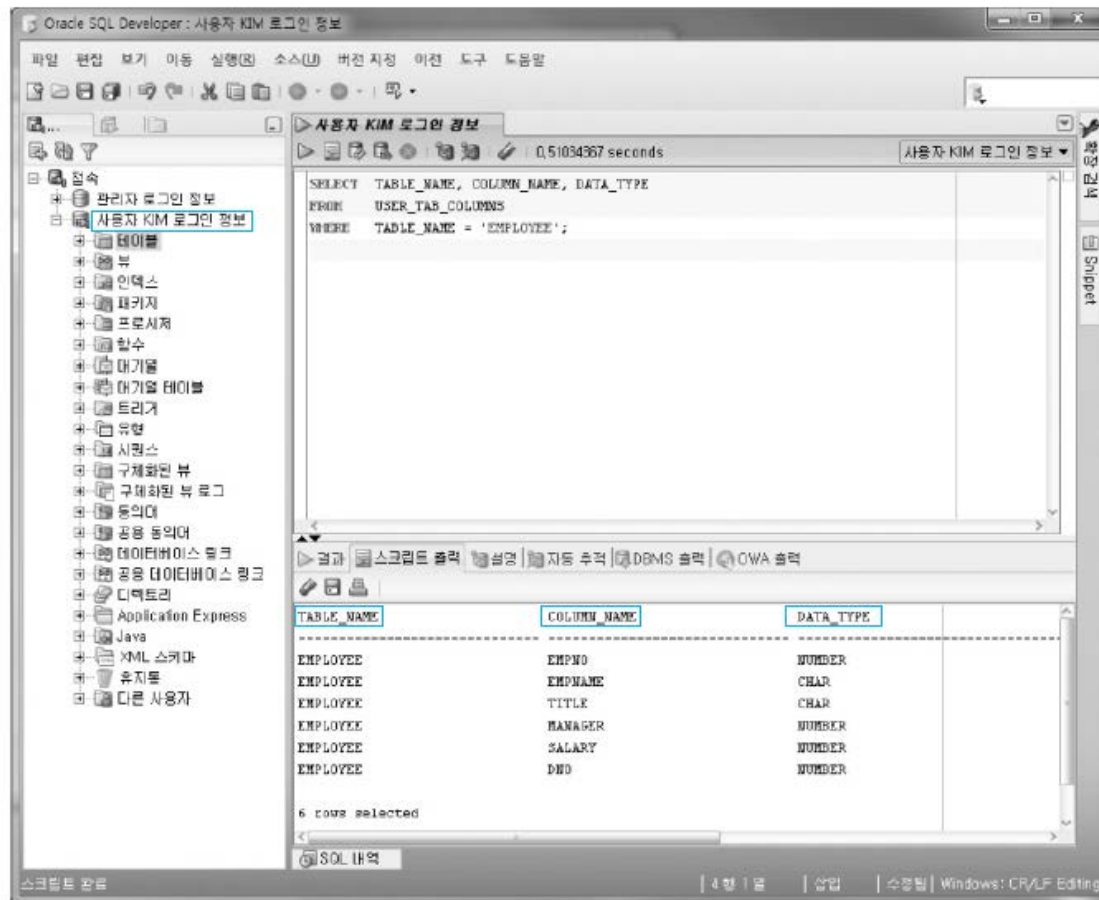 Oracle SQL Developer : 사용자 KIM 로그인 정보
파일 편집 보기 이동 실행(R) 소스(U) 버전 지정 이전 도구 도움말
사용자 KIM 로그인 정보
0,51034367 seconds
사용자 KIM 로그인 정보
접속
관리자 로그인 정보
사용자 KIM 로그인 정보
테이블
뷰
인덱스
패키지
프로시저
함수
대기열
대기열 테이블
트리거
유형
시퀀스
구체화된 뷰
구체화된 뷰 로그
동의어
공용 동의어
데이터베이스 링크
공용 데이터베이스 링크
디렉토리
Application Express
Java
XML 스키마
휴지통
다른 사용자
SELECT TABLE_NAME, COLUMN_NAME, DATA_TYPE
FROM USER_TAB_COLUMNS
WHERE TABLE_NAME = 'EMPLOYEE';
확장 검색
Snippet
결과 스크립트 출력 설명 자동 추적 DBMS 출력 OWA 출력
TABLE_NAME COLUMN_NAME DATA_TYPE
EMPLOYEE EMPNO NUMBER
EMPLOYEE EMPNAME CHAR
EMPLOYEE TITLE CHAR
EMPLOYEE MANAGER NUMBER
EMPLOYEE SALARY NUMBER
EMPLOYEE DNO NUMBER
6 rows selected
SQL 내역
스크립트 완료
4 행 1 열 삽입 수정됨 Windows: CR/LF Editing